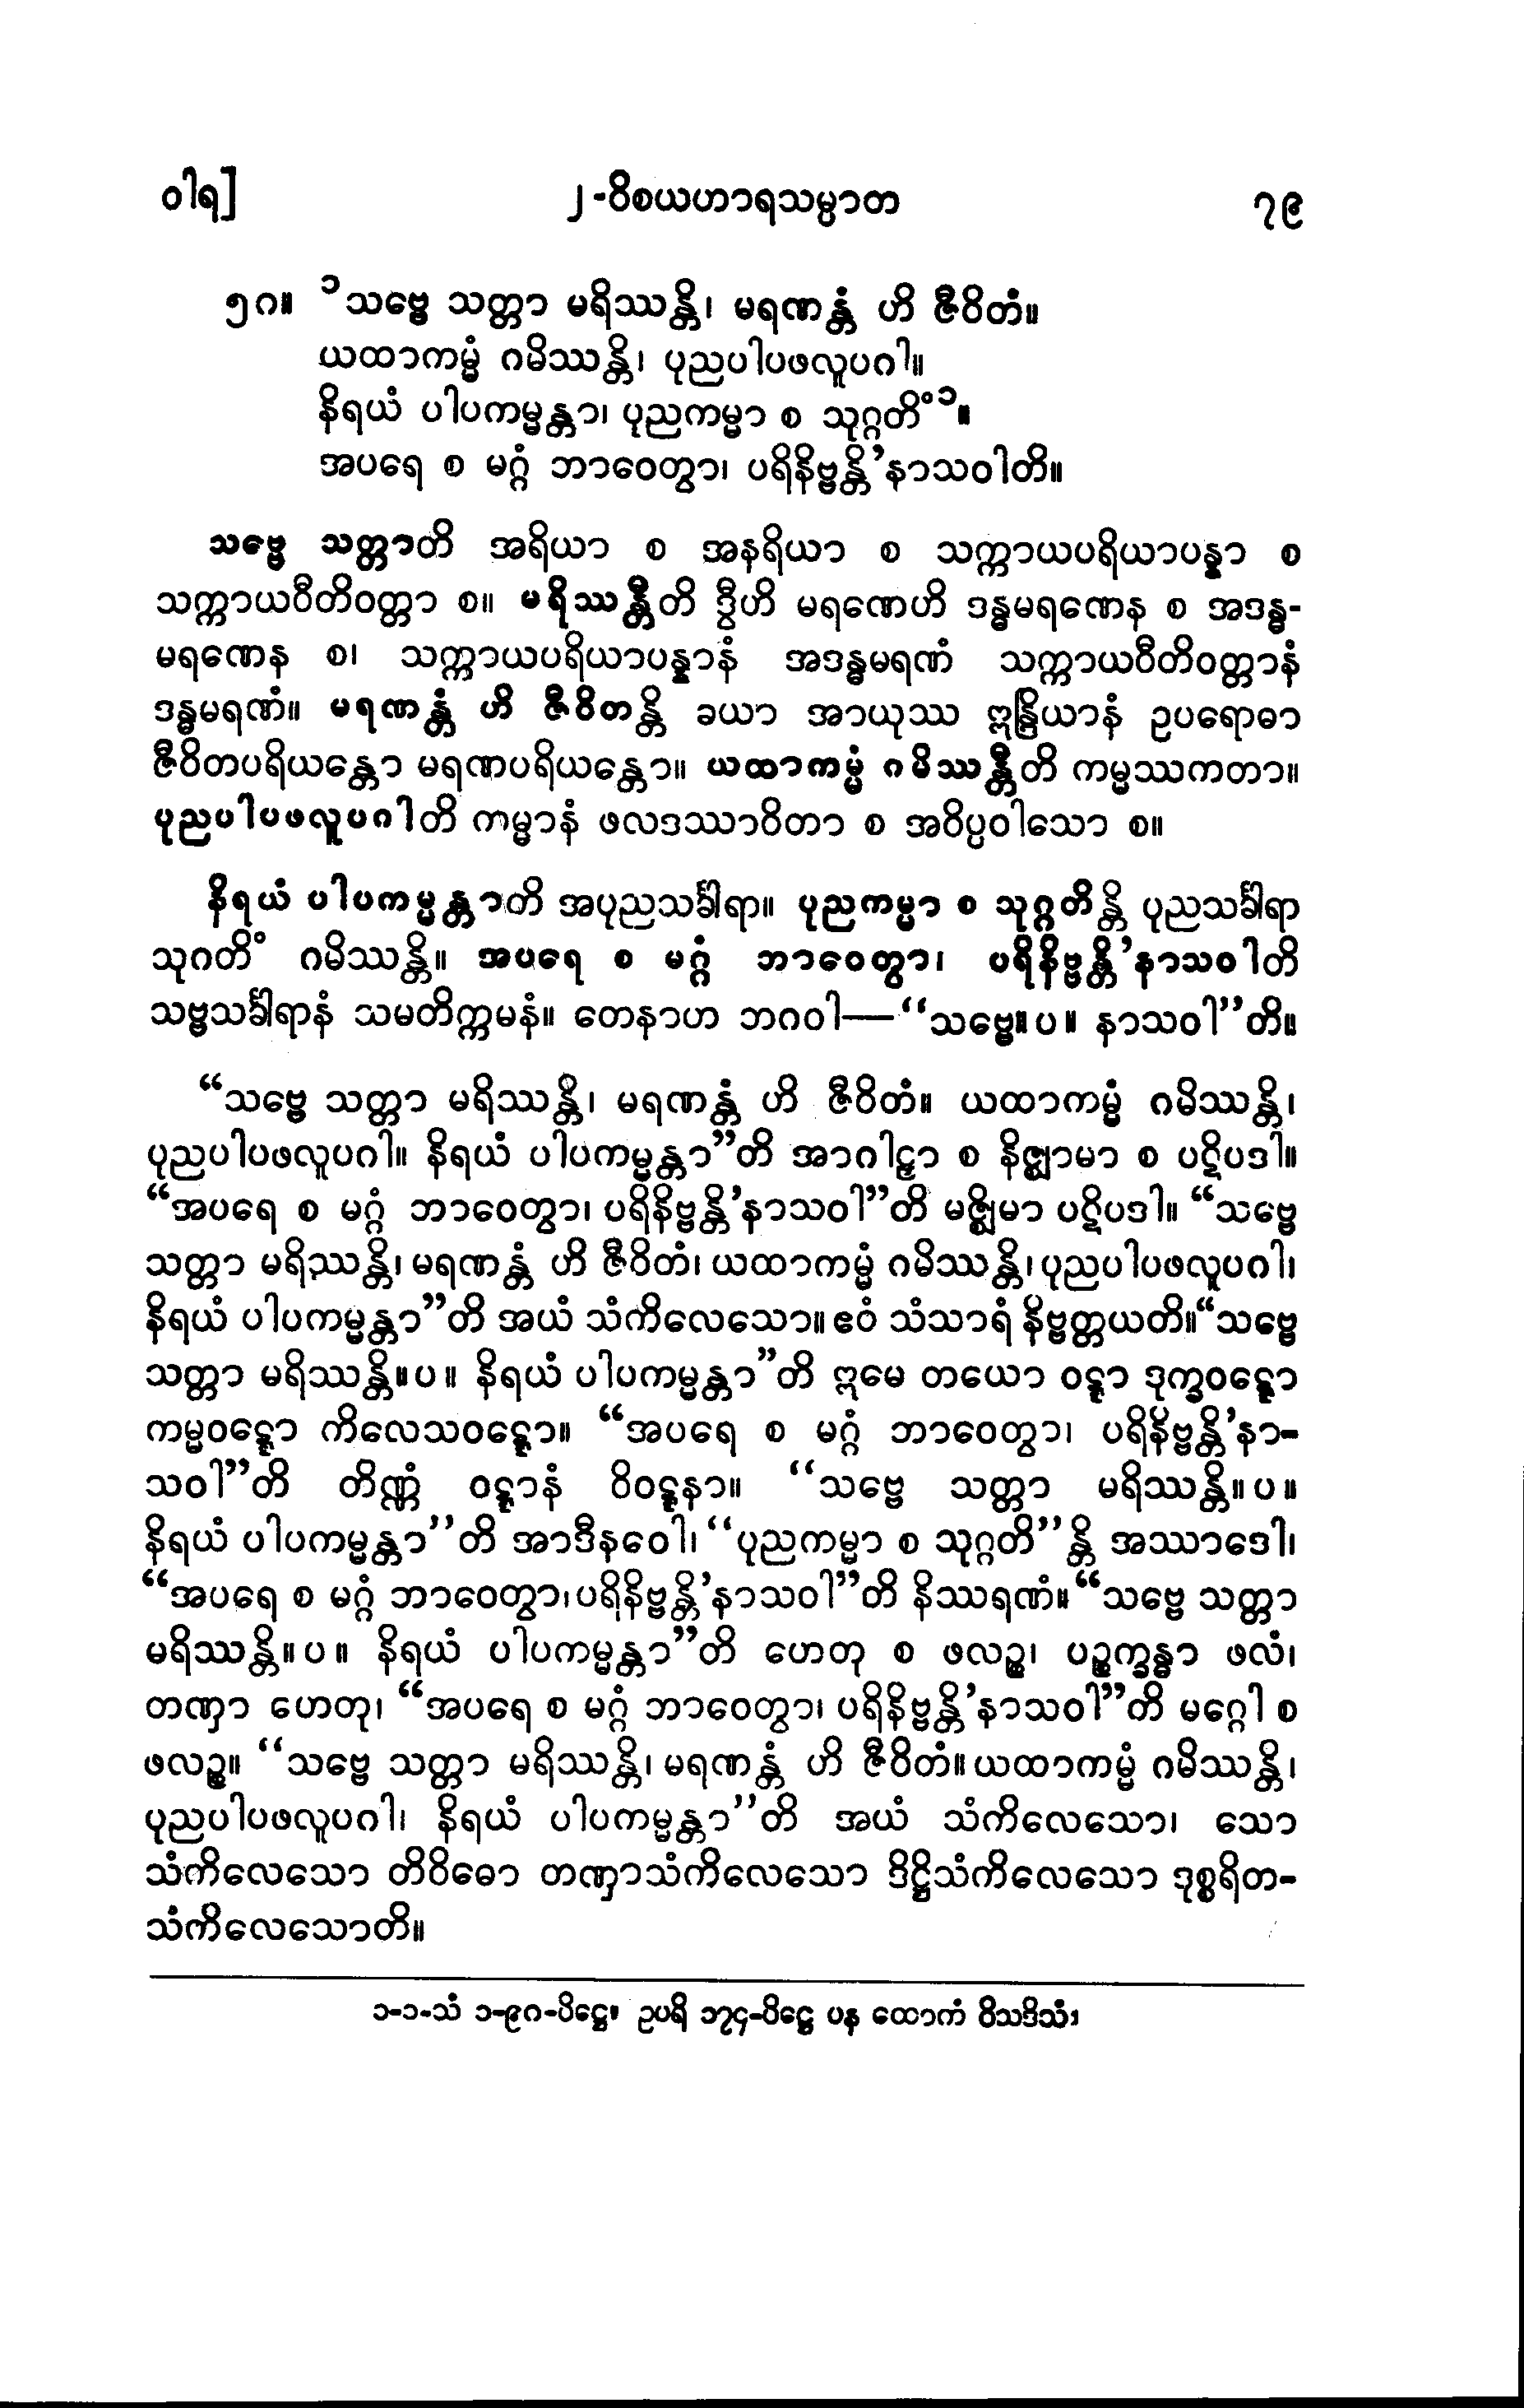 ဝါရ]
၂-ဝိစယဟာရသမ္ပာတ
၇၉
၅ဂ။ ၁သဗ္ဗေ သတ္တာ မရိဿန္တိ၊ မရဏန္တံ ဟိ ဇီဝိတံ။
ယထာကမ္မံ ဂမိဿန္တိ၊ ပုညပါပဖလူပဂါ။
နိရယံ ပါပကမ္မန္တာ၊ ပုညကမ္မာ စ သုဂ္ဂတိံ၁။
အပရေ စ မဂ္ဂံ ဘာဝေတွာ၊ ပရိနိဗ္ဗန္တိ’နာသဝါတိ။
သဗ္ဗေ သတ္တာတိ အရိယာ စ အနရိယာ စ သက္ကာယပရိယာပန္နာ စ
သက္ကာယဝီတိဝတ္တာ စ။ မရိဿန္တီတိ ဒွီဟိ မရဏေဟိ ဒန္ဓမရဏေန စ အဒန္ဓ-
မရဏေန စ၊ သက္ကာယပရိယာပန္နာနံ အဒန္ဓမရဏံ သက္ကာယဝီတိဝတ္တာနံ
ဒန္ဓမရဏံ။ မရဏန္တံ ဟိ ဇီဝိတန္တိ ခယာ အာယုဿ ဣန္ဒြိယာနံ ဥပရောဓာ
ဇီဝိတပရိယန္တော မရဏပရိယန္တော။ ယထာကမ္မံ ဂမိဿန္တီတိ ကမ္မဿကတာ။
ပုညပါပဖလူပဂါတိ ကမ္မာနံ ဖလဒဿာဝိတာ စ အဝိပ္ပဝါသော စ။
နိရယံ ပါပကမ္မန္တာတိ အပုညသင်္ခါရာ။ ပုညကမ္မာ စ သုဂ္ဂတိန္တိ ပုညသင်္ခါရာ
သုဂတိံ ဂမိဿန္တိ။ အပရေ စ မဂ္ဂံ ဘာဝေတွာ၊ ပရိနိဗ္ဗန္တိ’နာသဝါတိ
သဗ္ဗသင်္ခါရာနံ သမတိက္ကမနံ။ တေနာဟ ဘဂဝါ—“သဗ္ဗေ။ပ။ နာသဝါ”တိ။
“သဗ္ဗေ သတ္တာ မရိဿန္တိ၊ မရဏန္တံ ဟိ ဇီဝိတံ။ ယထာကမ္မံ ဂမိဿန္တိ၊
ပုညပါပဖလူပဂါ။ နိရယံ ပါပကမ္မန္တာ”တိ အာဂါဠှာ စ နိဇ္ဈာမာ စ ပဋိပဒါ။
“အပရေ စ မဂ္ဂံ ဘာဝေတွာ၊ ပရိနိဗ္ဗန္တိ’နာသဝါ”တိ မဇ္ဈိမာ ပဋိပဒါ။ “သဗ္ဗေ
သတ္တာ မရိဿန္တိ၊ မရဏန္တံ ဟိ ဇီဝိတံ၊ ယထာကမ္မံ ဂမိဿန္တိ၊ ပုညပါပဖလူပဂါ၊
နိရယံ ပါပကမ္မန္တာ”တိ အယံ သံကိလေသော။ ဧဝံ သံသာရံ နိဗ္ဗတ္တယတိ။ “သဗ္ဗေ
သတ္တာ မရိဿန္တိ။ပ။ နိရယံ ပါပကမ္မန္တာ”တိ ဣမေ တယော ဝဋ္ဋာ ဒုက္ခဝဋ္ဋော
ကမ္မဝဋ္ဋော ကိလေသဝဋ္ဋော။ “အပရေ စ မဂ္ဂံ ဘာဝေတွာ၊ ပရိနိဗ္ဗန္တိ’နာ-
သဝါ”တိ တိဏ္ဏံ ဝဋ္ဋာနံ ဝိဝဋ္ဋနာ။ “သဗ္ဗေ သတ္တာ မရိဿန္တိ။ပ။
နိရယံ ပါပကမ္မန္တာ”တိ အာဒီနဝေါ၊ “ပုညကမ္မာ စ သုဂ္ဂတိ”န္တိ အဿာဒေါ၊
“အပရေ စ မဂ္ဂံ ဘာဝေတွာ၊ ပရိနိဗ္ဗန္တိ’နာသဝါ”တိ နိဿရဏံ။ “သဗ္ဗေ သတ္တာ
မရိဿန္တိ။ပ။ နိရယံ ပါပကမ္မန္တာ”တိ ဟေတု စ ဖလဉ္စ၊ ပဉ္စက္ခန္ဓာ ဖလံ၊
တဏှာ ဟေတု၊ “အပရေ စ မဂ္ဂံ ဘာဝေတွာ၊ ပရိနိဗ္ဗန္တိ’နာသဝါ”တိ မဂ္ဂေါ စ
ဖလဉ္စ။ “သဗ္ဗေ သတ္တာ မရိဿန္တိ၊ မရဏန္တံ ဟိ ဇီဝိတံ။ ယထာကမ္မံ ဂမိဿန္တိ၊
ပုညပါပဖလူပဂါ၊ နိရယံ ပါပကမ္မန္တာ”တိ အယံ သံကိလေသော၊ သော
သံကိလေသော တိဝိဓော တဏှာသံကိလေသော ဒိဋ္ဌိသံကိလေသော ဒုစ္စရိတ-
သံကိလေသောတိ။
၁-၁-သံ ၁-၉ဂ-ပိဋ္ဌေ၊ ဥပရိ ၁၇၄-ပိဋ္ဌေ ပန ထောကံ ဝိသဒိသံ၊